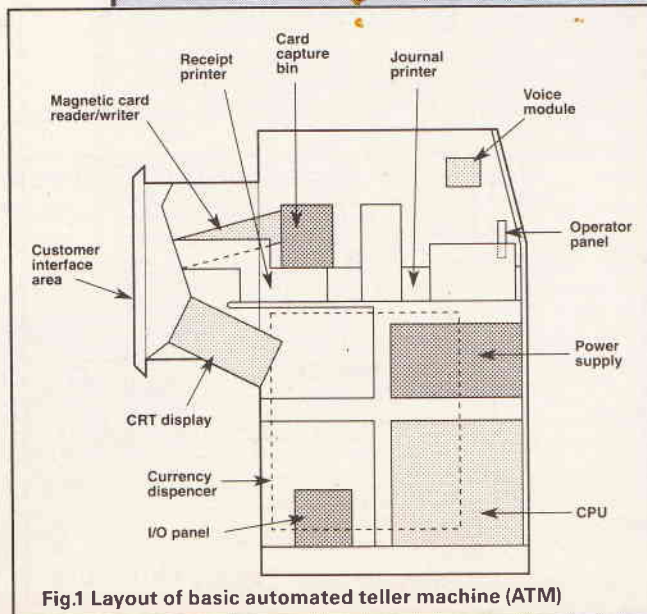 Card
capture
bin
Receipt
printer
Journal
printer
Magnetic card
reader/writer
Voice
module
Customer
interface
area
Operator
panel
Power
supply
CRT display
Currency
dispencer
I/O panel
CPU
Fig.1 Layout of basic automated teller machine (ATM)